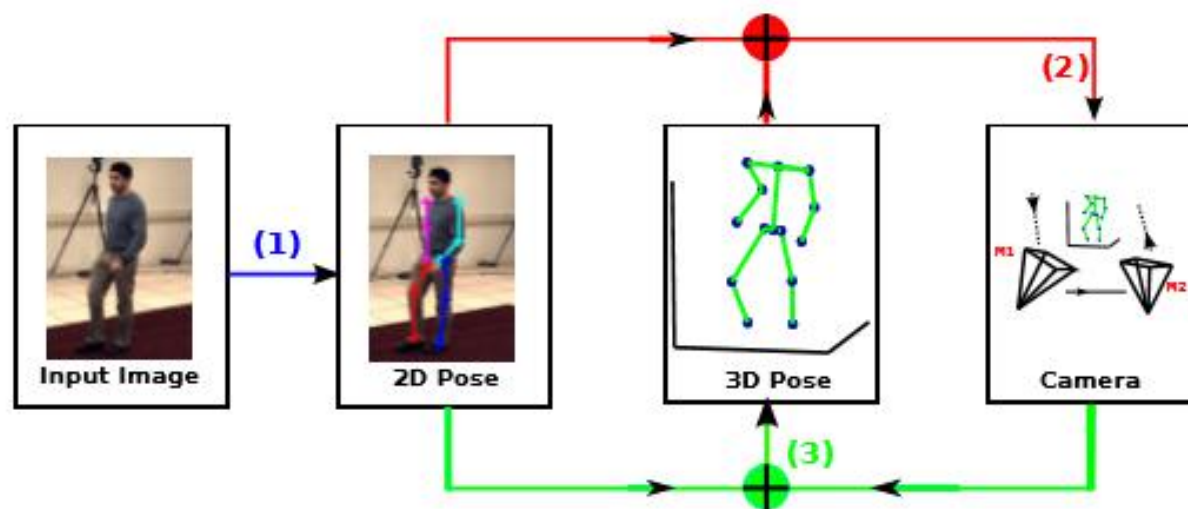 (2)
(1)
M1
M2
Input Image
2D Pose
3D Pose
Camera
(3)